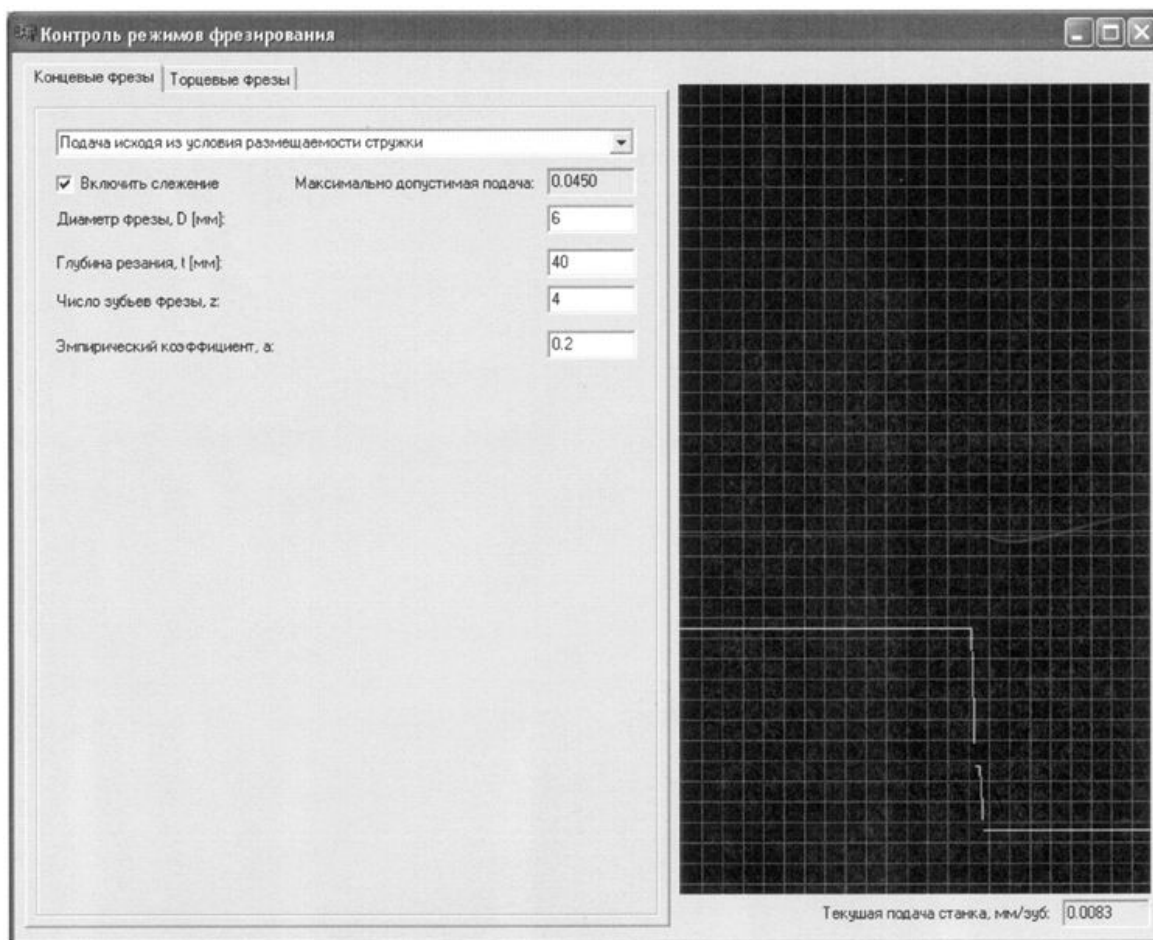 Контроль режимов фрезирования
Концевые фрезы Торцевые фрезы
Подача исходя из условия размещаемости стружки
Включить слежение Максимально допустимая подача: 0.0450
Диаметр фрезы, D [мм]: 6
Глубина резания, t [мм]: 40
Число зубьев фрезы, z: 4
Эмпирический коэффициент, a: 0.2
Текушая подача станка, мм/зуб: 0.0083